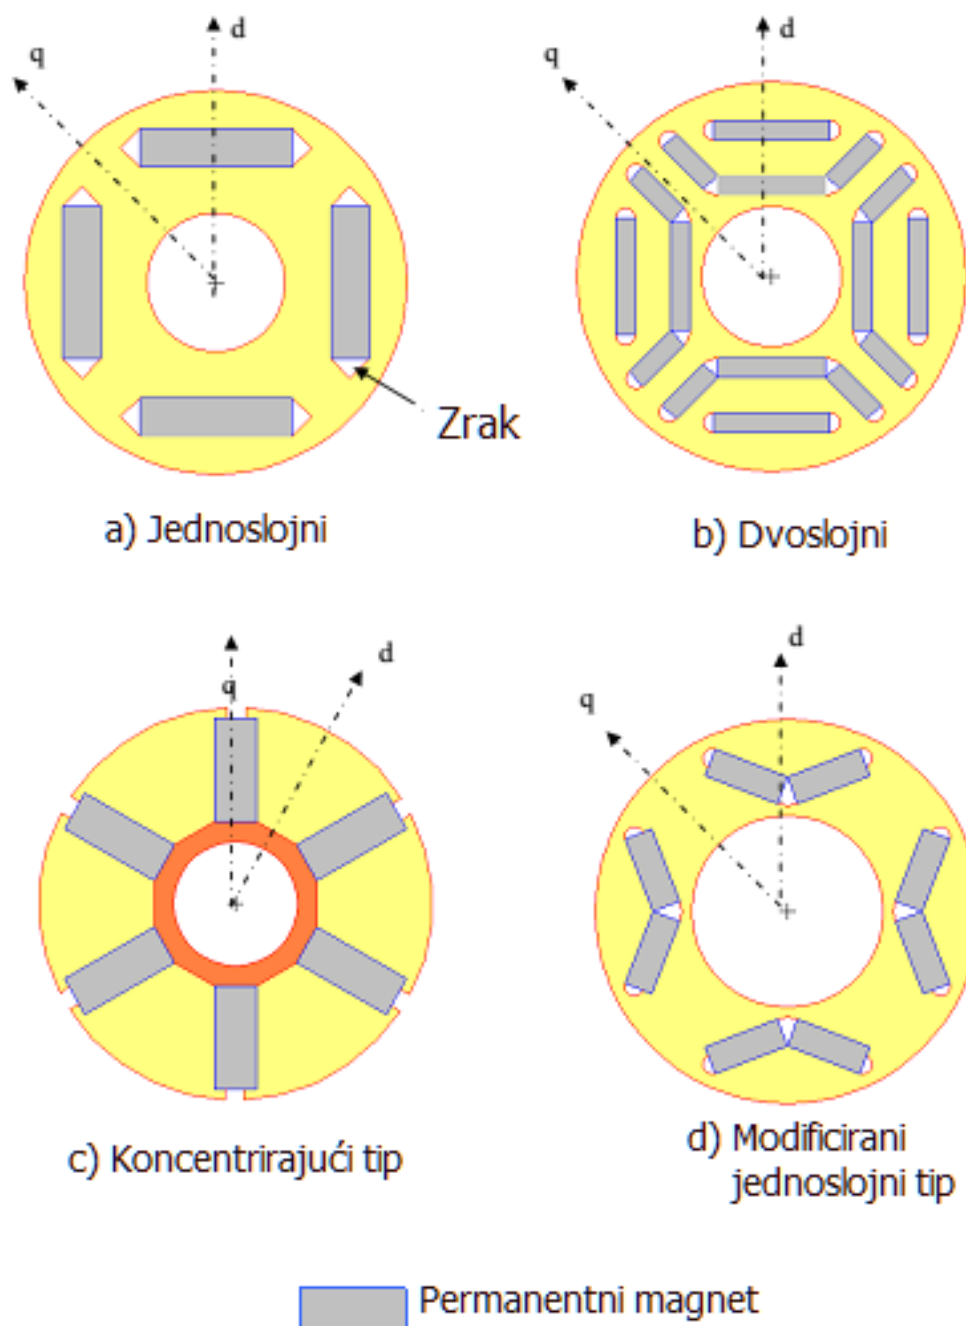 d
q
d
q
Zrak
a) Jednoslojni
b) Dvoslojni
q
d
d
q
c) Koncentrirajući tip
d) Modificirani
jednoslojni tip
Permanentni magnet